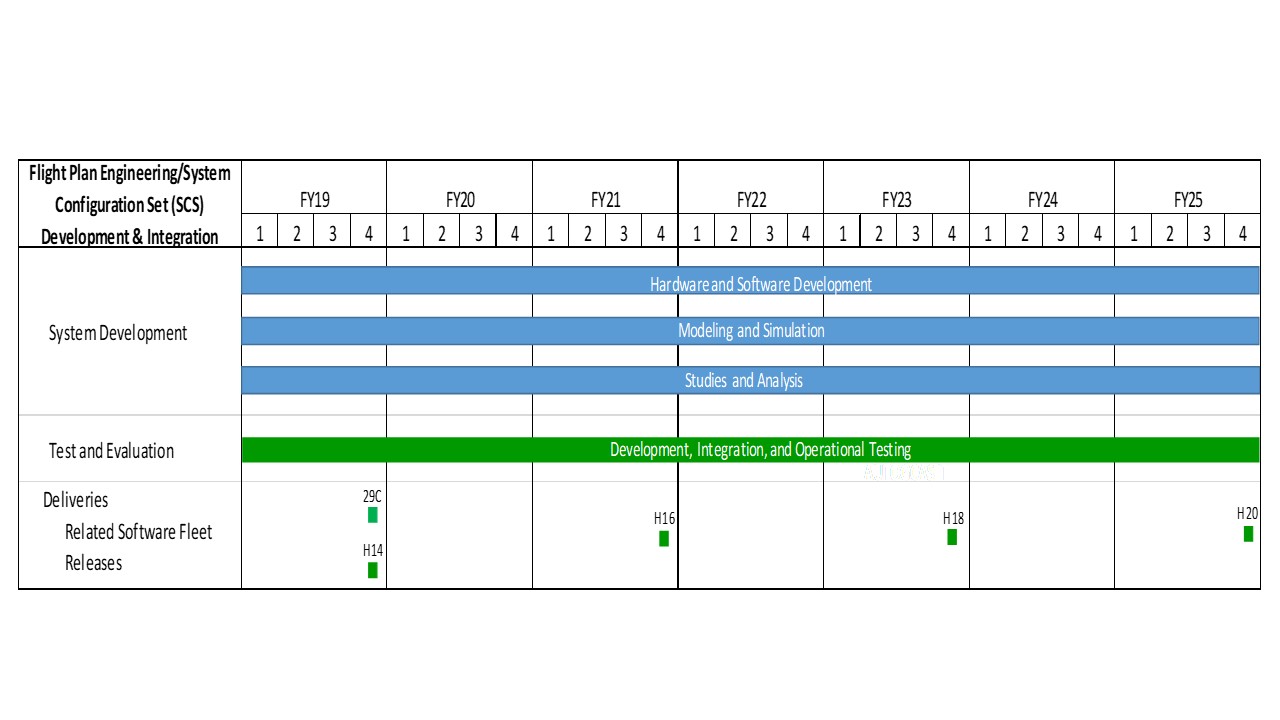 Flight Plan Engineering/System
Configuration Set (SCS)
Development & Integration
FY19 FY20 FY21 FY22 FY23 FY24 FY25
1 2 3 4 1 2 3 4 1 2 3 4 1 2 3 4 1 2 3 4 1 2 3 4 1 2 3 4
Hardware and Software Development
System Development
Modeling and Simulation
Studies and Analysis
Test and Evaluation
Development, Integration, and Operational Testing
Deliveries
Related Software Fleet
Releases
29C
H14
H16
H18
H20